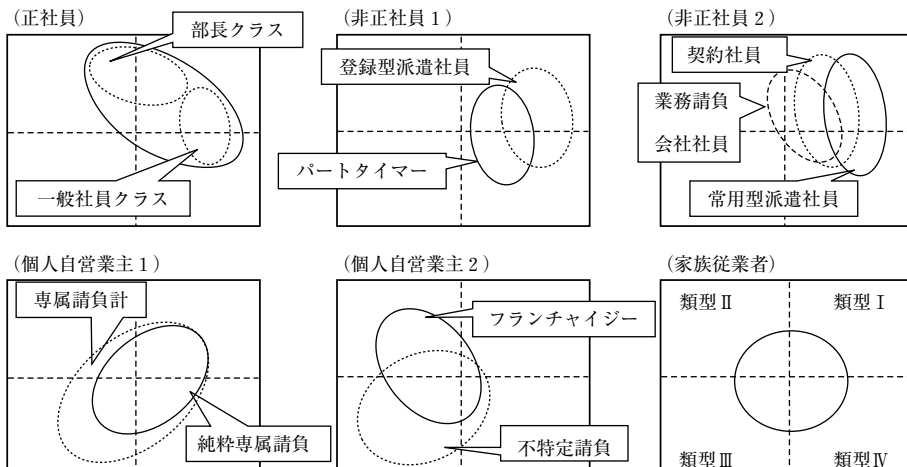 (正社員)
部長クラス
一般社員クラス
(非正社員1)
登録型派遣社員
パートタイマー
(非正社員2)
契約社員
業務請負
会社社員
常用型派遣社員
(個人自営業主1)
専属請負計
純粋専属請負
(個人自営業主2)
フランチャイジー
不特定請負
(家族従業者)
類型Ⅱ
類型Ⅰ
類型Ⅲ
類型Ⅳ